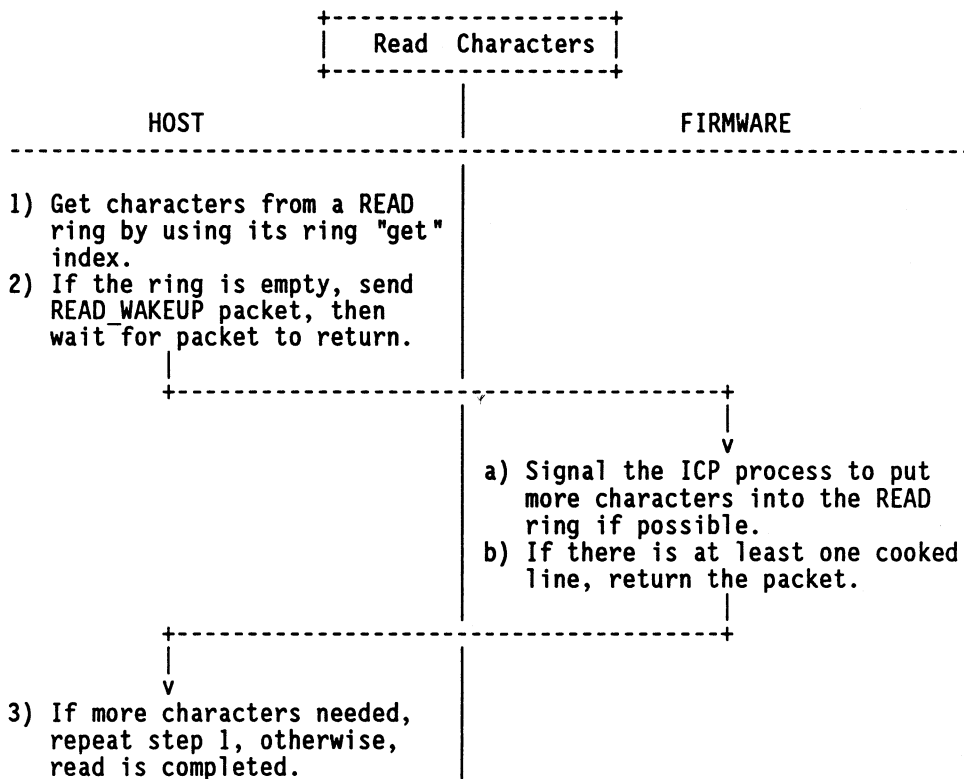 Read Characters
HOST FIRMWARE
1) Get characters from a READ
ring by using its ring "get"
index.
2) If the ring is empty, send
READ_WAKEUP packet, then
wait for packet to return.
a) Signal the ICP process to put
more characters into the READ
ring if possible.
b) If there is at least one cooked
line, return the packet.
3) If more characters needed,
repeat step 1, otherwise,
read is completed.